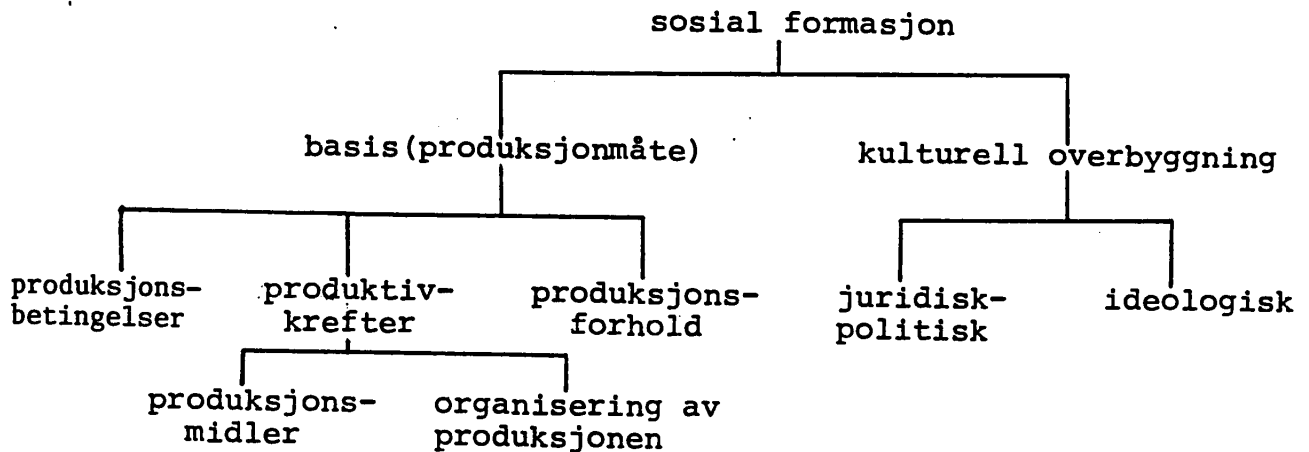 sosial formasjon
basis(produksjonmåte)
kulturell overbyggning
produksjons-
betingelser
produktiv-
krefter
produksjons-
forhold
juridisk-
politisk
ideologisk
produksjons-
midler
organisering av
produksjonen